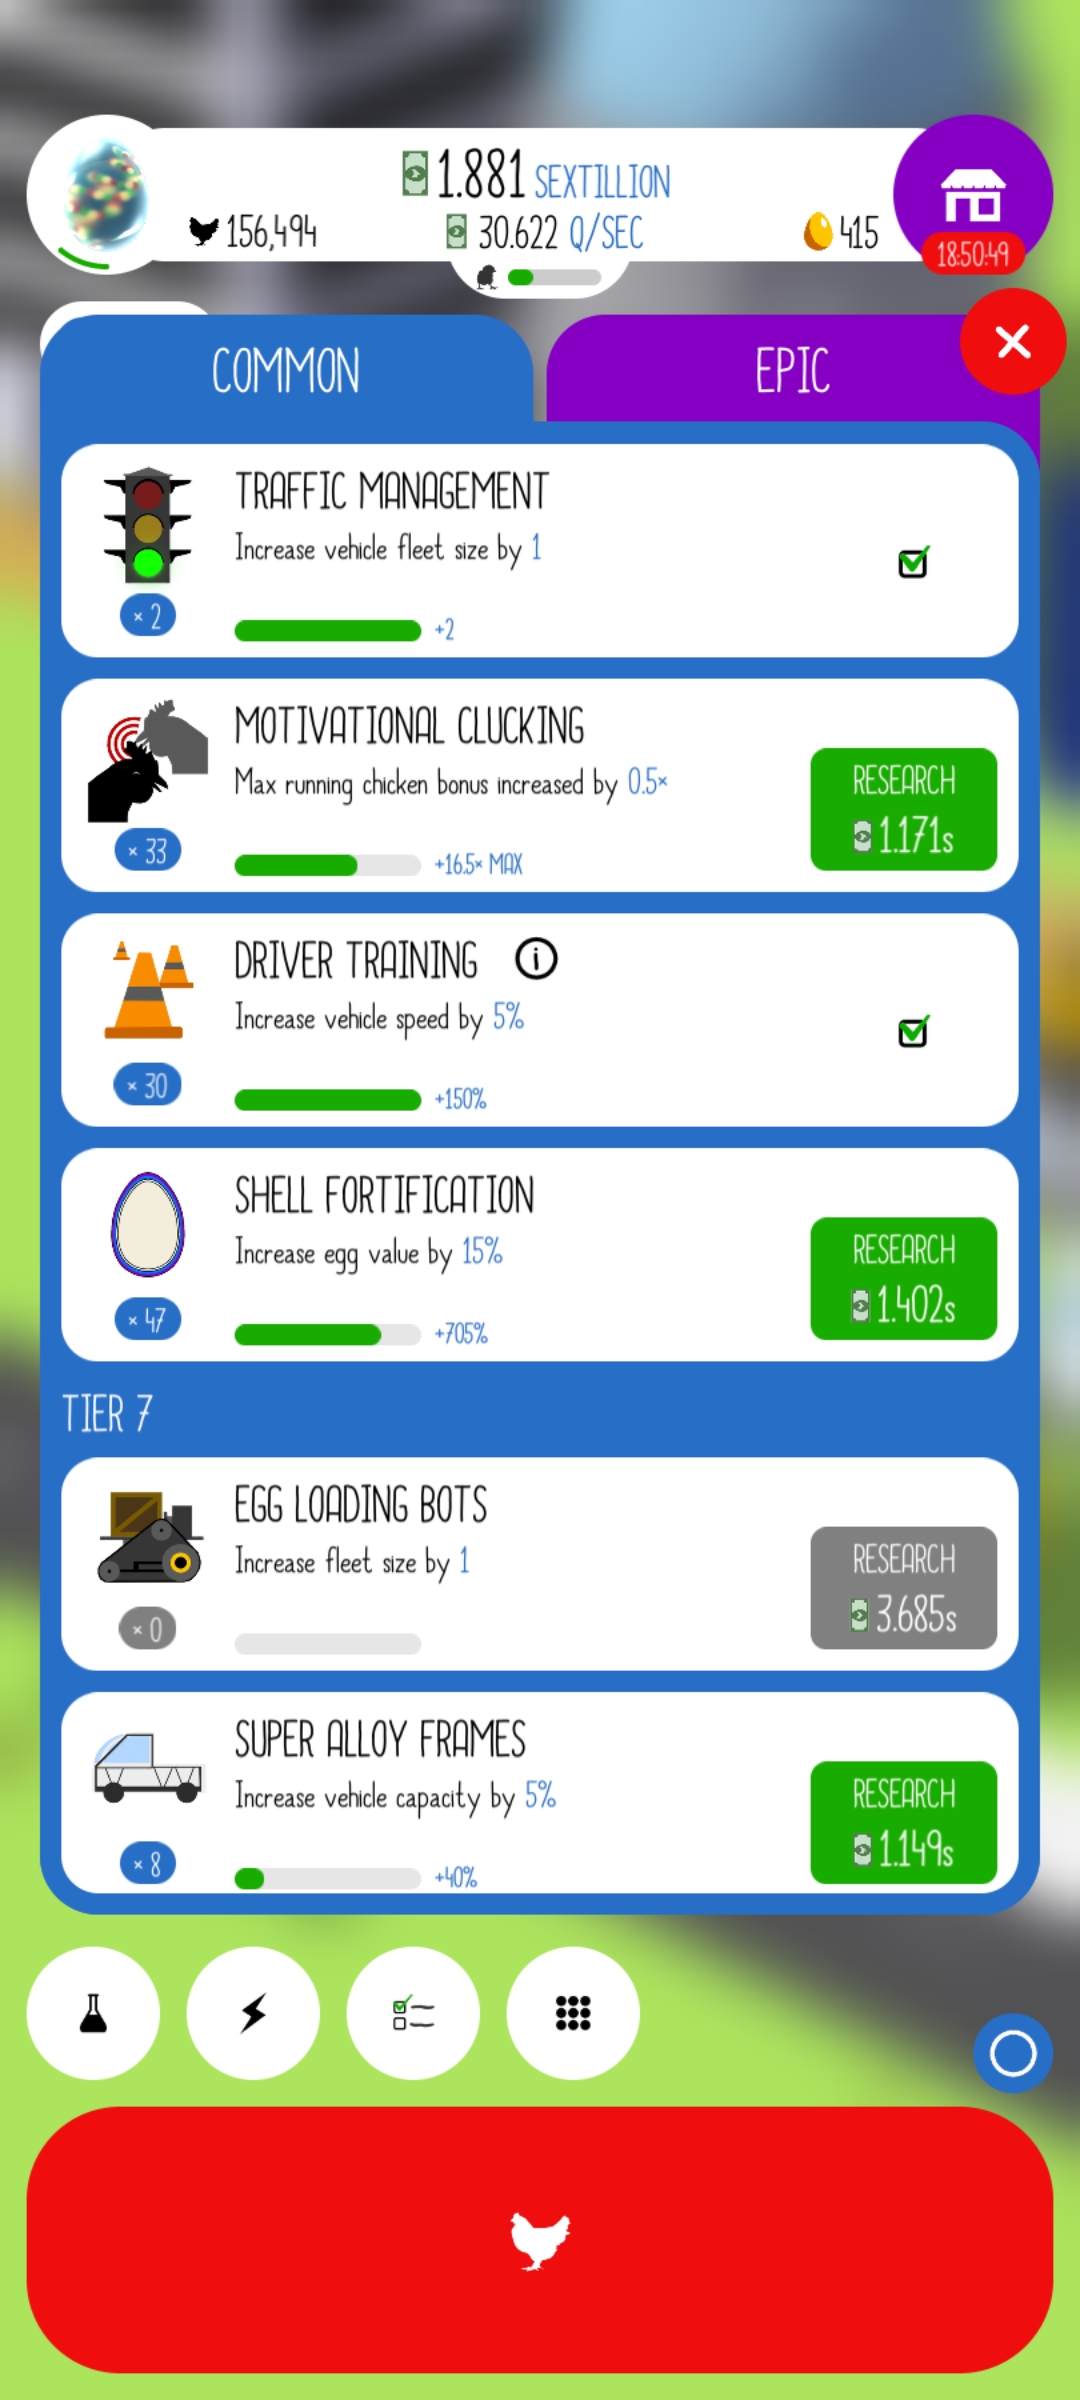 1.881 SEXTILLION
156,494
30.622 Q/SEC
415
18:50:49
COMMON
EPIC
TRAFFIC MANAGEMENT
Increase vehicle fleet size by 1
× 2
+2
MOTIVATIONAL CLUCKING
Max running chicken bonus increased by 0.5×
RESEARCH
1.171s
× 33
+16.5× MAX
DRIVER TRAINING
Increase vehicle speed by 5%
× 30
+150%
SHELL FORTIFICATION
Increase egg value by 15%
RESEARCH
1.402s
× 47
+705%
TIER 7
EGG LOADING BOTS
Increase fleet size by 1
RESEARCH
3.685s
× 0
SUPER ALLOY FRAMES
Increase vehicle capacity by 5%
RESEARCH
1.149s
× 8
+40%